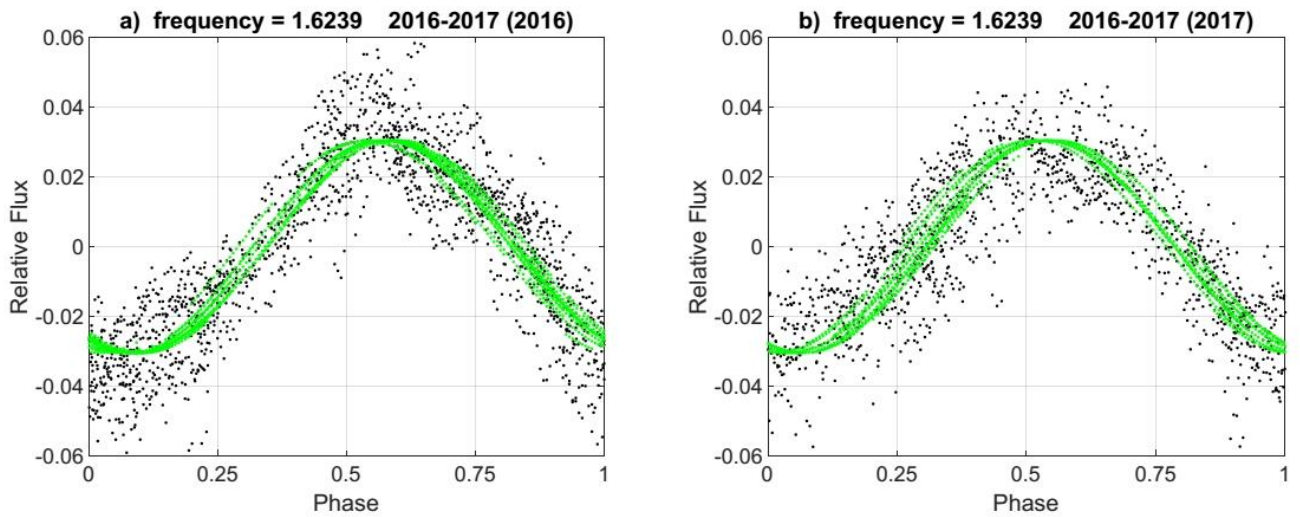 a) frequency = 1.6239 2016-2017 (2016)
0.06
0.04
0.02
0
-0.02
-0.04
-0.06
Relative Flux
0 0.25 0.5 0.75 1
Phase
b) frequency = 1.6239 2016-2017 (2017)
0.06
0.04
0.02
0
-0.02
-0.04
-0.06
Relative Flux
0 0.25 0.5 0.75 1
Phase